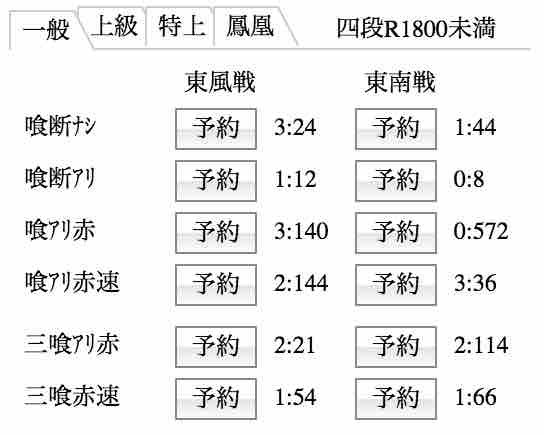 一般 上級 特上 鳳凰 四段R1800未満
東風戦 東南戦
喰断ﾅｼ 予約 3:24 予約 1:44
喰断ｱﾘ 予約 1:12 予約 0:8
喰ｱﾘ赤 予約 3:140 予約 0:572
喰ｱﾘ赤速 予約 2:144 予約 3:36
三喰ｱﾘ赤 予約 2:21 予約 2:114
三喰赤速 予約 1:54 予約 1:66